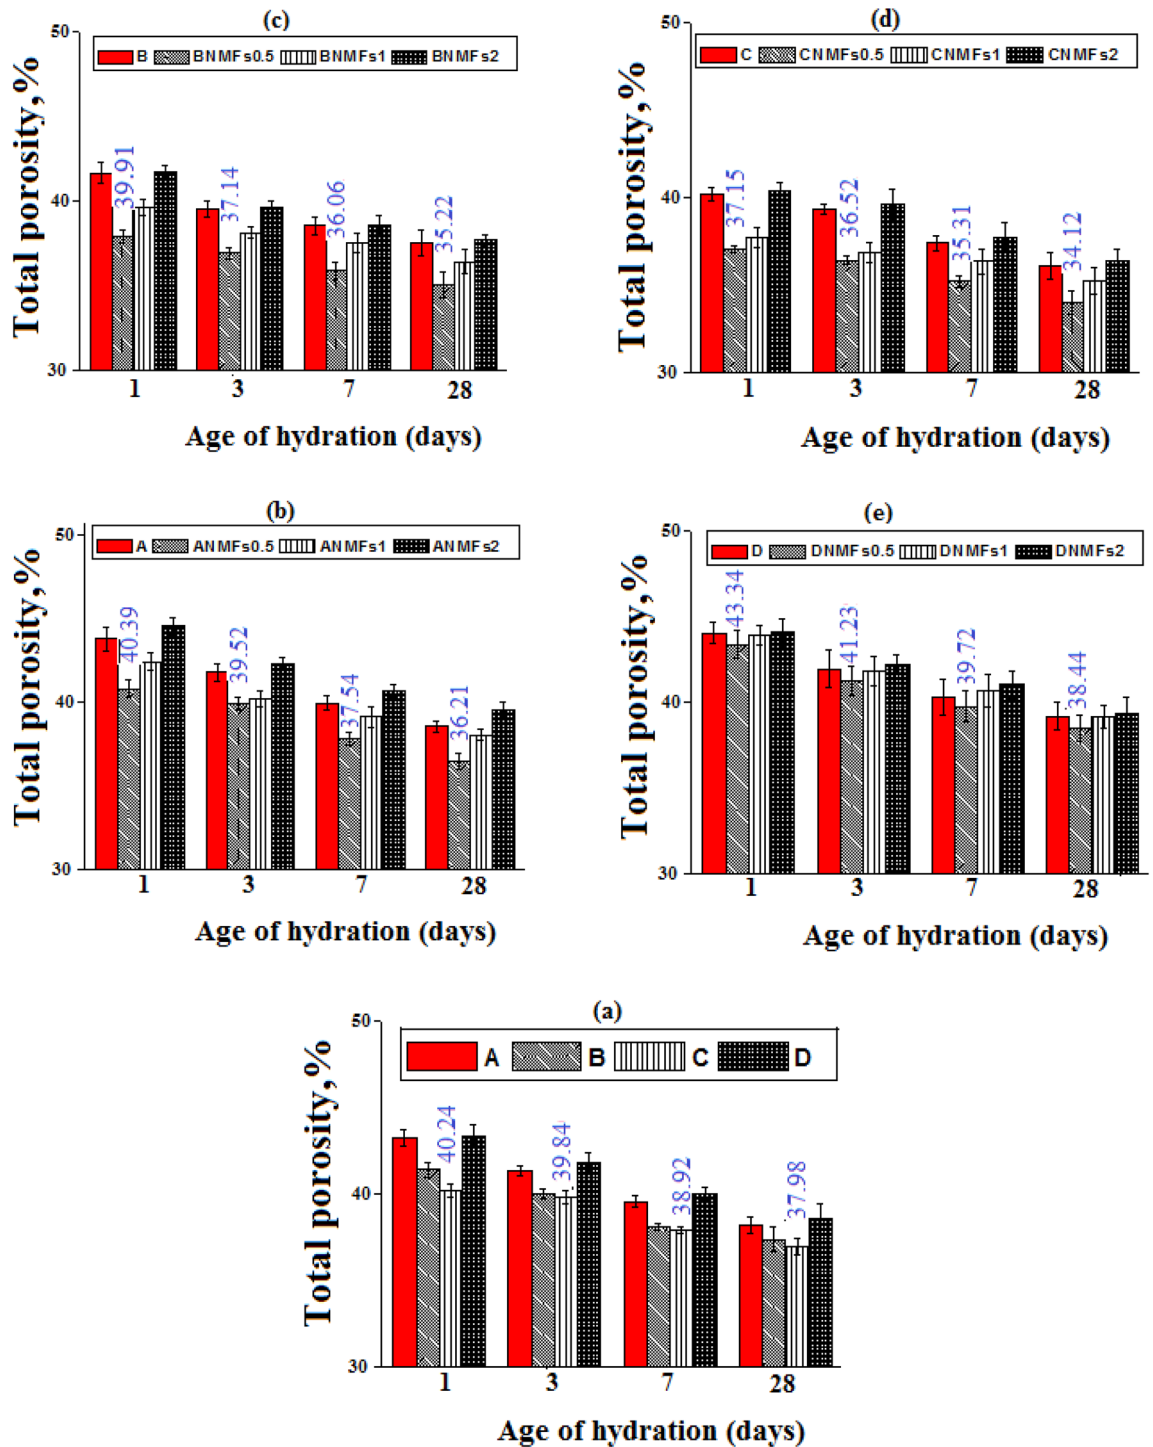 (c)
50
B BNMFs0.5 BNMFs1 BNMFs2
Total porosity,%
39.91
37.14
36.06
35.22
40
30
1 3 7 28
Age of hydration (days)
(d)
50
C CNMFs0.5 CNMFs1 CNMFs2
Total porosity,%
37.15
36.52
35.31
34.12
40
30
1 3 7 28
Age of hydration (days)
(b)
50
A ANMFs0.5 ANMFs1 ANMFs2
Total porosity,%
40.39
39.52
37.54
36.21
40
30
1 3 7 28
Age of hydration (days)
(e)
50
D DNMFs0.5 DNMFs1 DNMFs2
Total porosity,%
43.34
41.23
39.72
38.44
40
30
1 3 7 28
Age of hydration (days)
(a)
50
A B C D
Total porosity,%
40.24
39.84
38.92
37.98
40
30
1 3 7 28
Age of hydration (days)